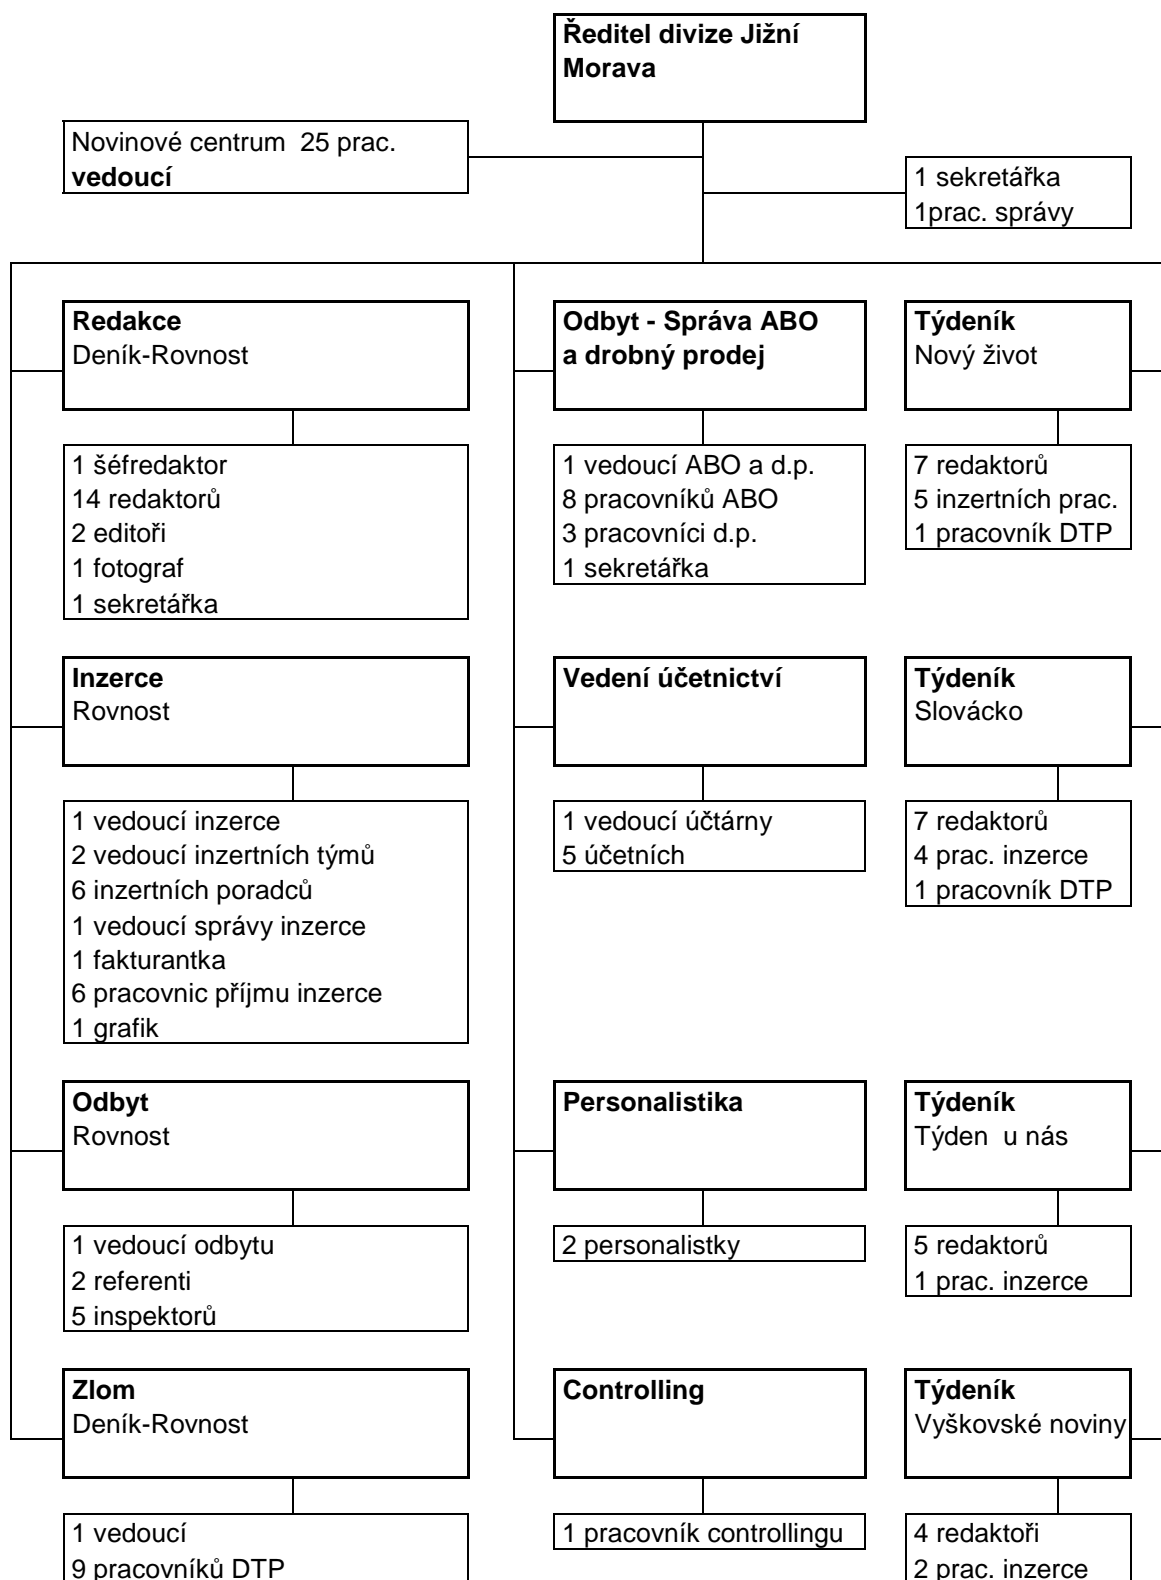 Ředitel divize Jižní
Morava
Novinové centrum  25 prac.
vedoucí
1 sekretářka
1prac. správy
Redakce
Deník-Rovnost
1 šéfredaktor
14 redaktorů
2 editoři
1 fotograf
1 sekretářka
Odbyt - Správa ABO
a drobný prodej
1 vedoucí ABO a d.p.
8 pracovníků ABO
3 pracovníci d.p.
1 sekretářka
Týdeník
Nový život
7 redaktorů
5 inzertních prac.
1 pracovník DTP
Inzerce
Rovnost
1 vedoucí inzerce
2 vedoucí inzertních týmů
6 inzertních poradců
1 vedoucí správy inzerce
1 fakturantka
6 pracovnic příjmu inzerce
1 grafik
Vedení účetnictví
1 vedoucí účtárny
5 účetních
Týdeník
Slovácko
7 redaktorů
4 prac. inzerce
1 pracovník DTP
Odbyt
Rovnost
1 vedoucí odbytu
2 referenti
5 inspektorů
Personalistika
2 personalistky
Týdeník
Týden  u nás
5 redaktorů
1 prac. inzerce
Zlom
Deník-Rovnost
1 vedoucí
9 pracovníků DTP
Controlling
1 pracovník controllingu
Týdeník
Vyškovské noviny
4 redaktoři
2 prac. inzerce